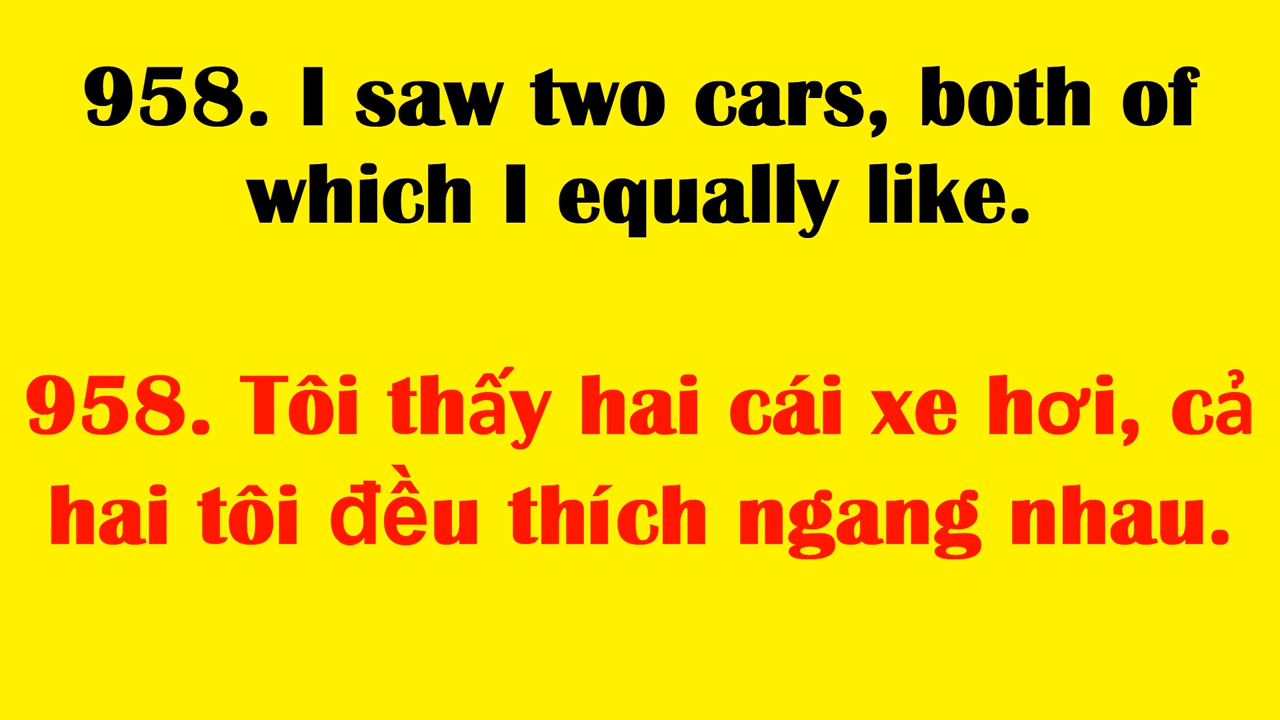 958. I saw two cars, both of
which I equally like.
958. Tôi thấy hai cái xe hơi, cả
hai tôi đều thích ngang nhau.